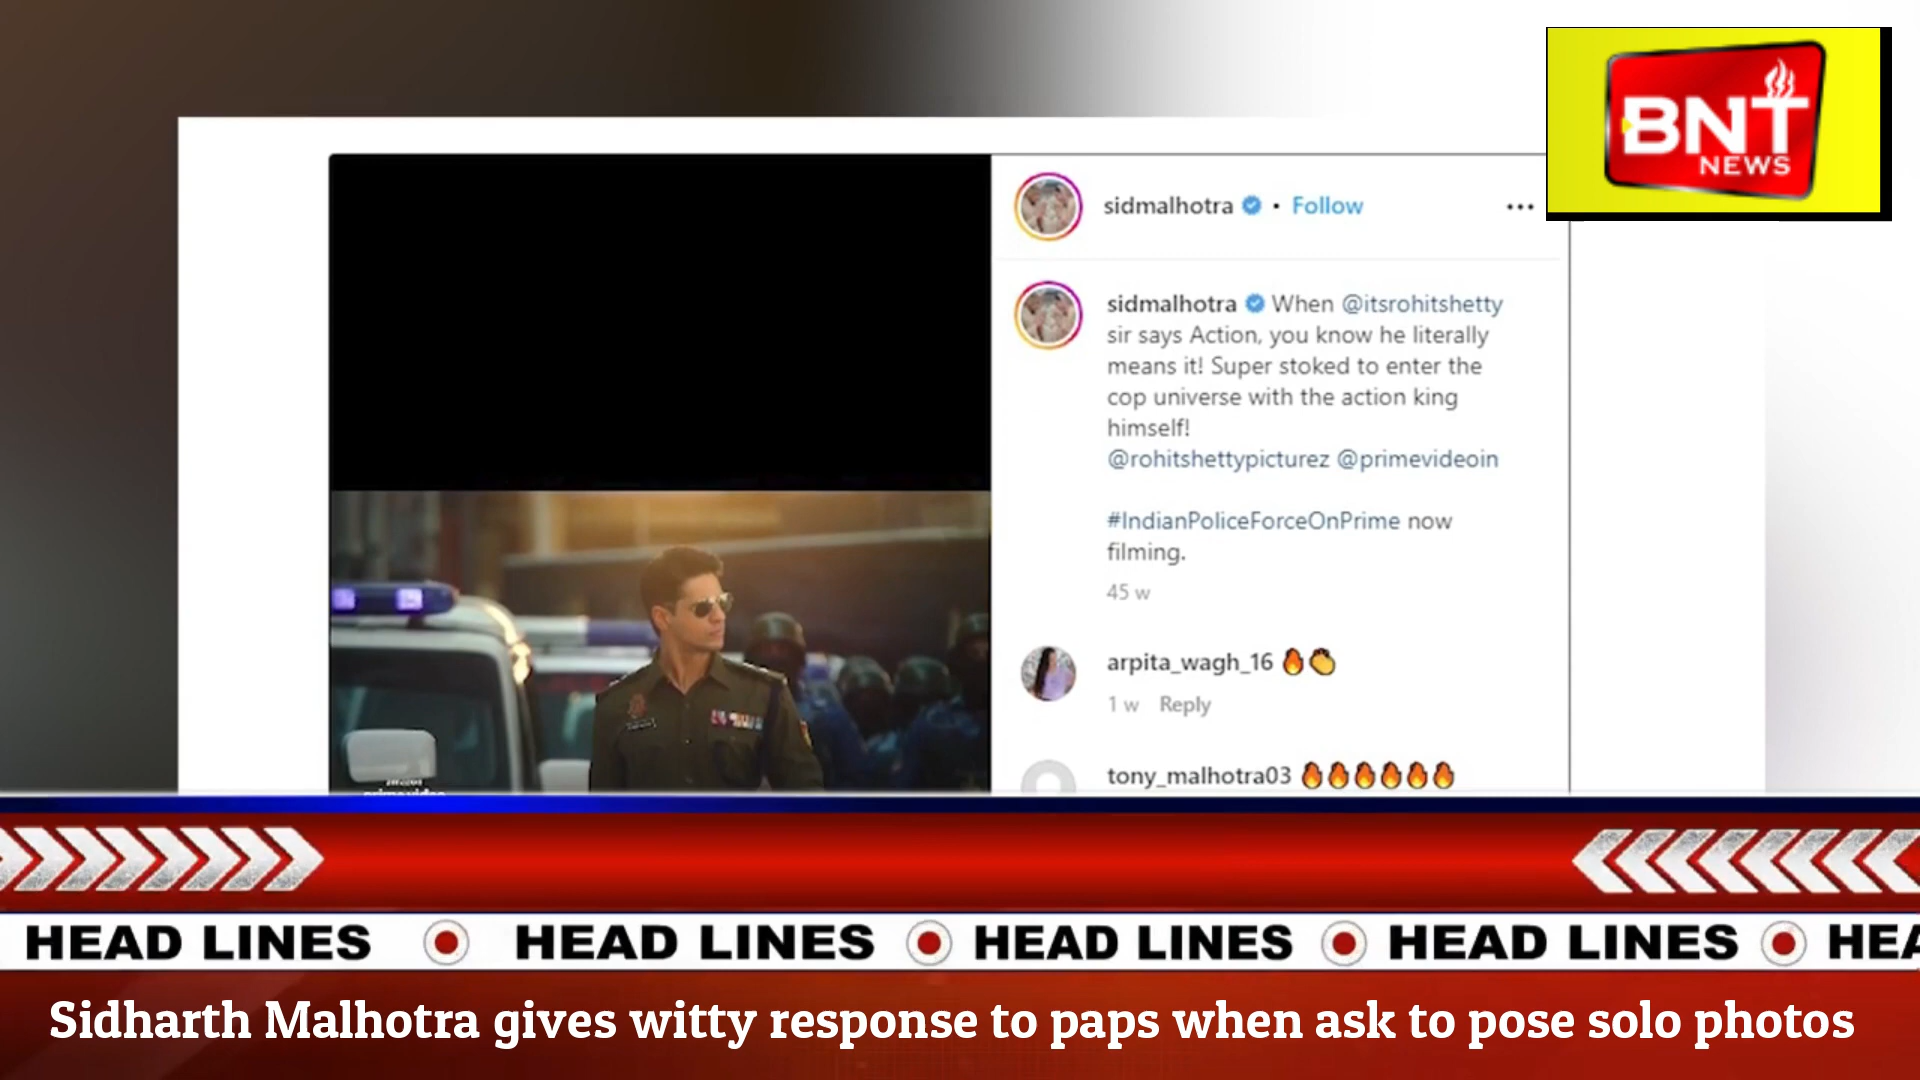 BNT
NEWS
sidmalhotra • Follow
sidmalhotra When @itsrohitshetty
sir says Action, you know he literally
means it! Super stoked to enter the
cop universe with the action king
himself!
@rohitshettypicturez @primevideoin
#IndianPoliceForceOnPrime now
filming.
45 w
arpita_wagh_16 🔥👏
1 w Reply
tony_malhotra03 🔥🔥🔥🔥🔥🔥
HEAD LINES HEAD LINES HEAD LINES HEAD LINES HEA
Sidharth Malhotra gives witty response to paps when ask to pose solo photos